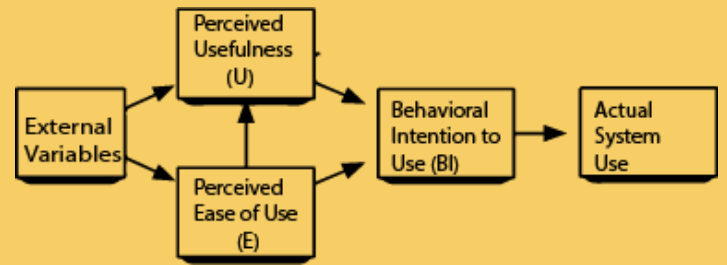 Perceived
Usefulness
(U)
External
Variables
Perceived
Ease of Use
(E)
Behavioral
Intention to
Use (BI)
Actual
System
Use